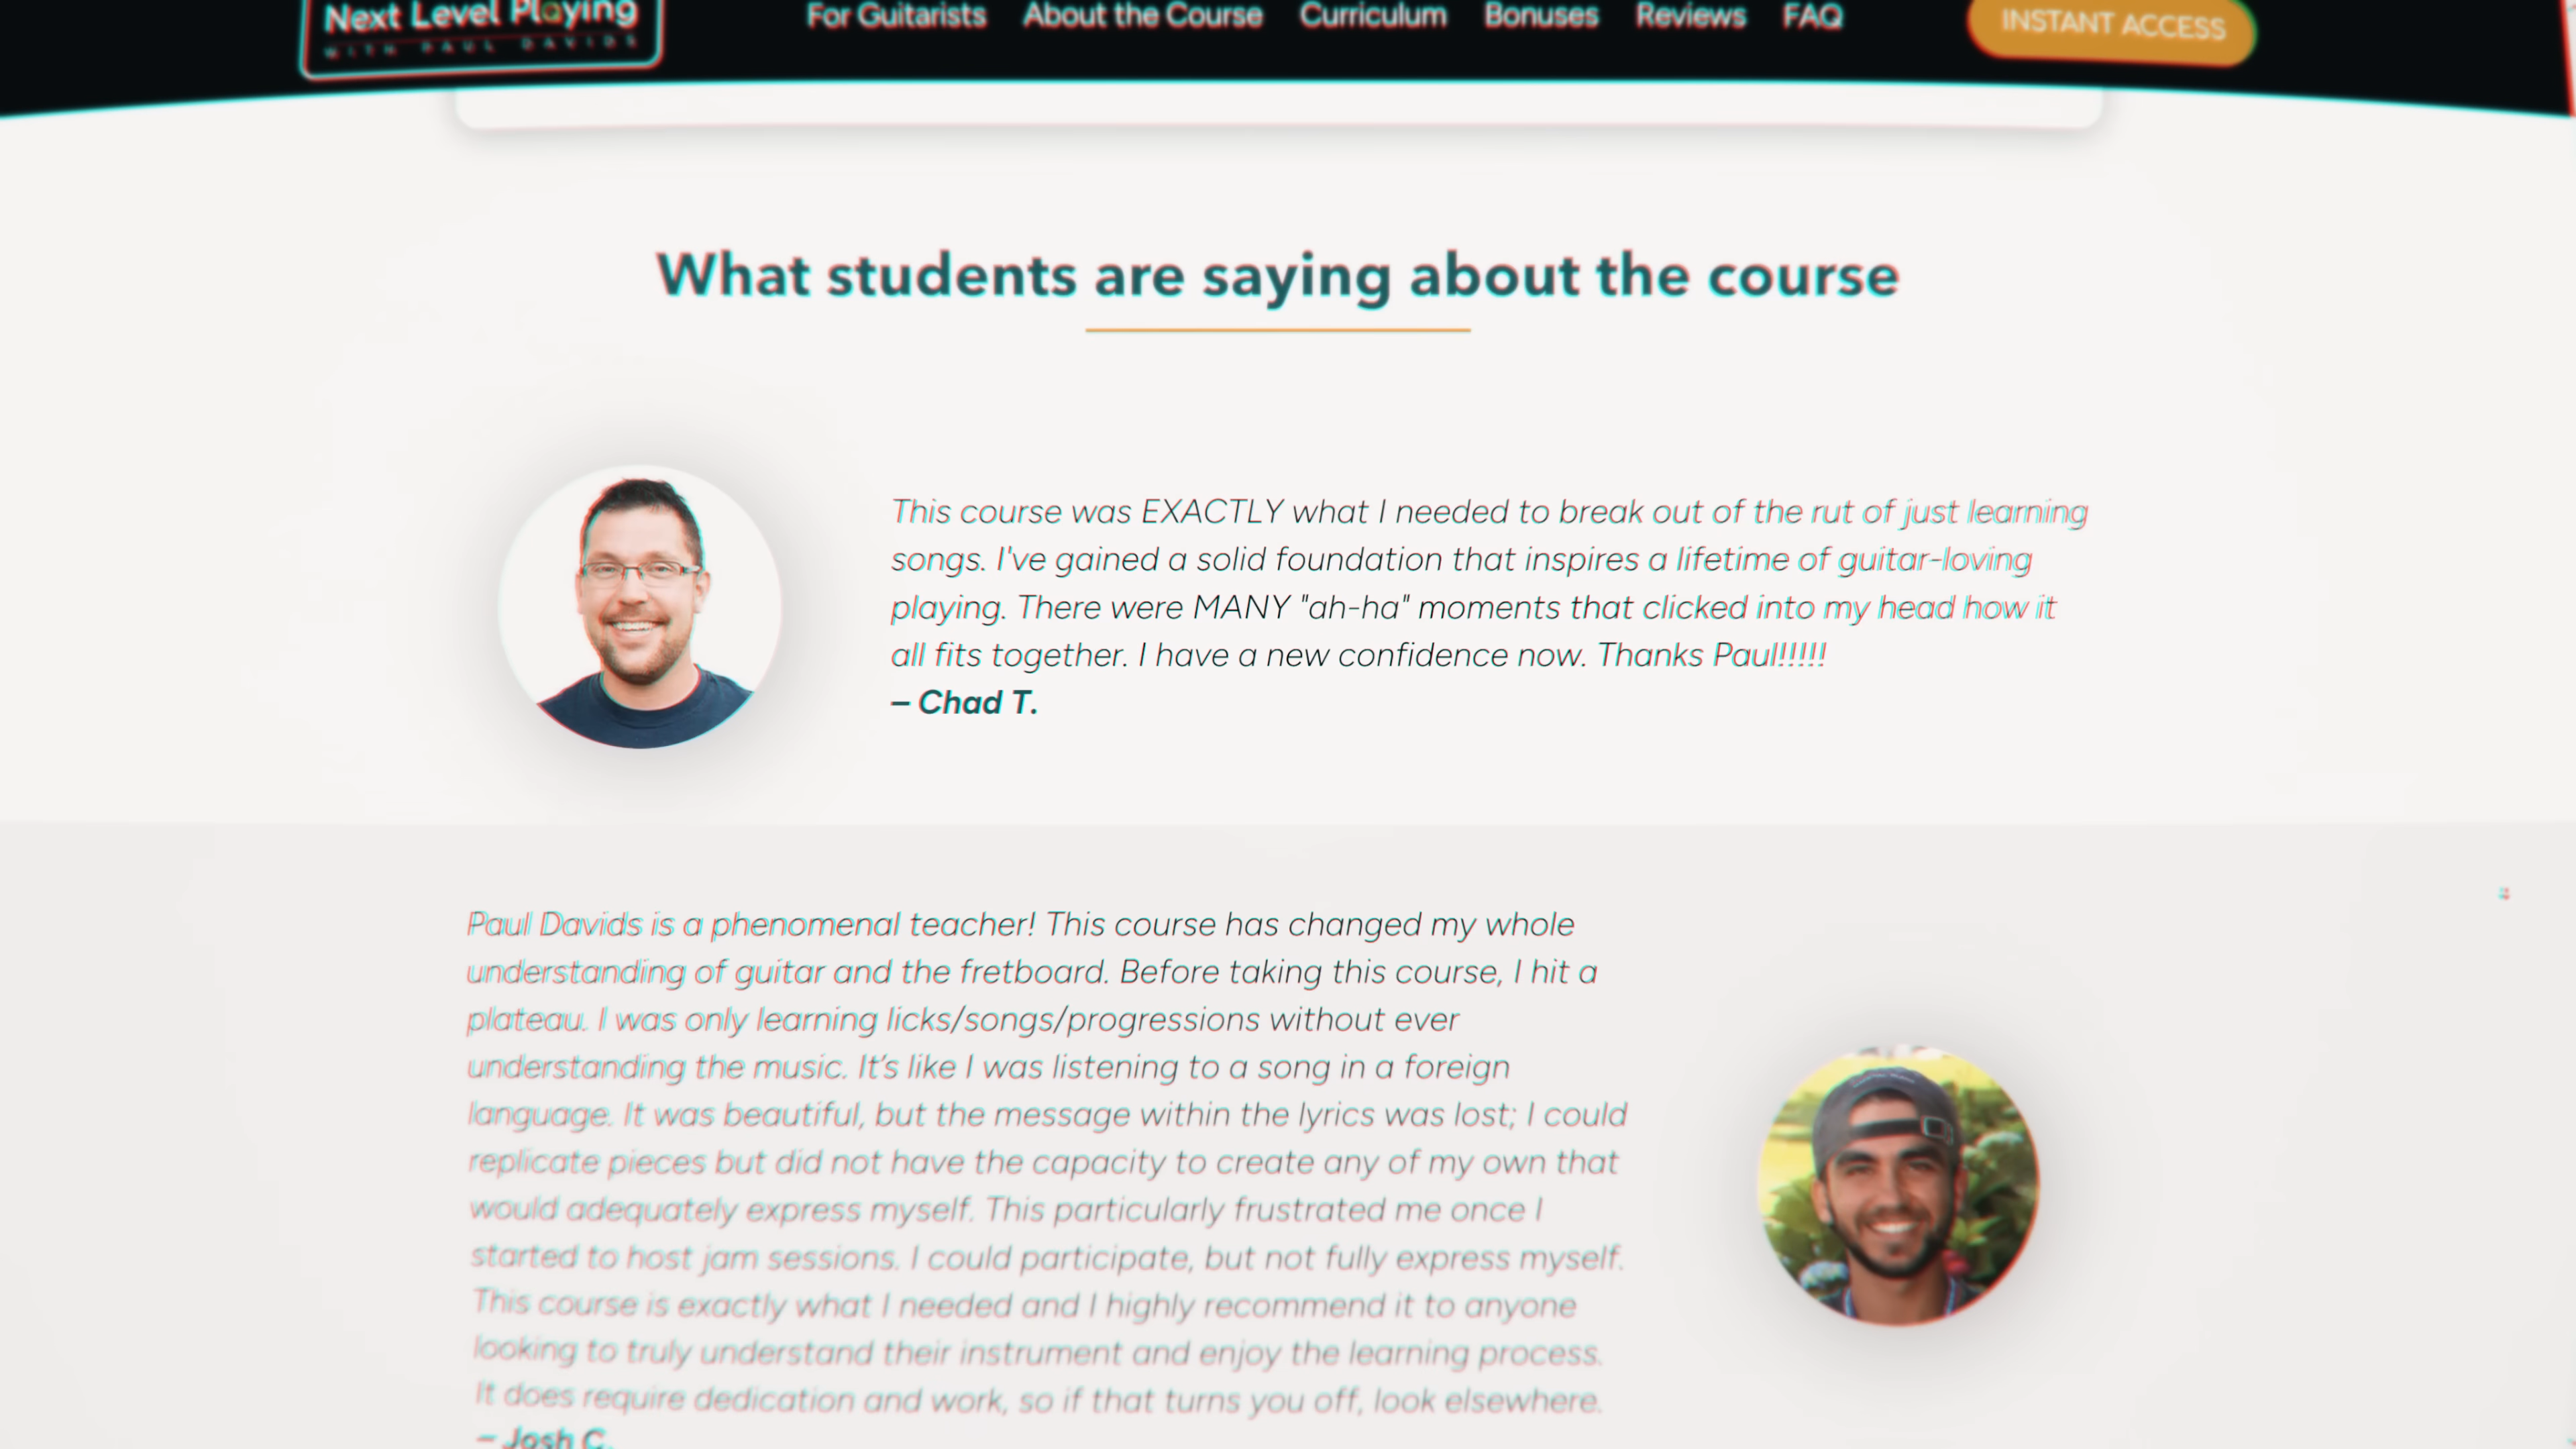 Next Level Playing
WITH PAUL DAVIDS
For Guitarists About the Course Curriculum Bonuses Reviews FAQ
INSTANT ACCESS
What students are saying about the course
This course was EXACTLY what I needed to break out of the rut of just learning
songs. I've gained a solid foundation that inspires a lifetime of guitar-loving
playing. There were MANY "ah-ha" moments that clicked into my head how it
all fits together. I have a new confidence now. Thanks Paul!!!!!
– Chad T.
Paul Davids is a phenomenal teacher! This course has changed my whole
understanding of guitar and the fretboard. Before taking this course, I hit a
plateau. I was only learning licks/songs/progressions without ever
understanding the music. It’s like I was listening to a song in a foreign
language. It was beautiful, but the message within the lyrics was lost; I could
replicate pieces but did not have the capacity to create any of my own that
would adequately express myself. This particularly frustrated me once I
started to host jam sessions. I could participate, but not fully express myself.
This course is exactly what I needed and I highly recommend it to anyone
looking to truly understand their instrument and enjoy the learning process.
It does require dedication and work, so if that turns you off, look elsewhere.
– Josh C.